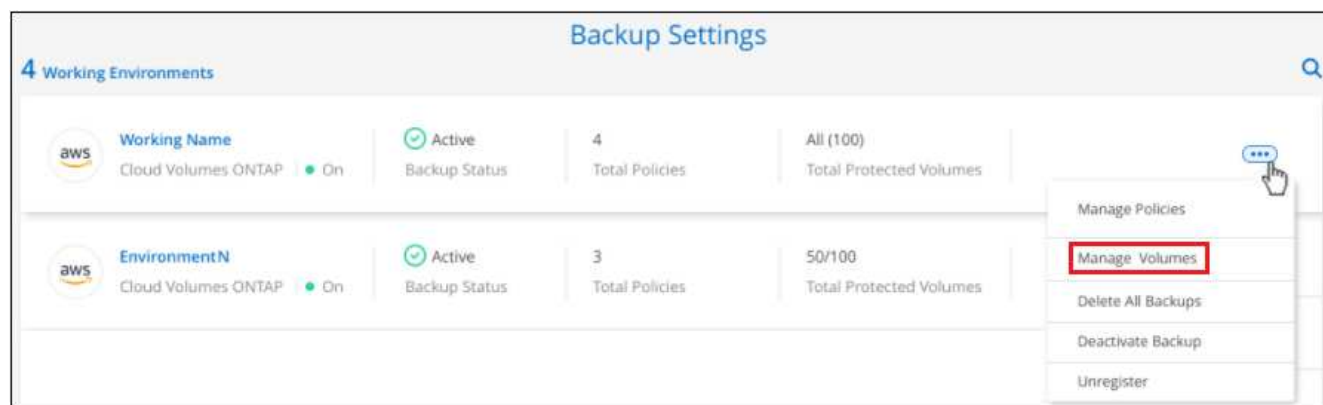 Backup Settings
4 Working Environments
aws
Working Name
Cloud Volumes ONTAP
On
Active
Backup Status
4
Total Policies
All (100)
Total Protected Volumes
Manage Policies
Manage Volumes
Delete All Backups
Deactivate Backup
Unregister
aws
EnvironmentN
Cloud Volumes ONTAP
On
Active
Backup Status
3
Total Policies
50/100
Total Protected Volumes